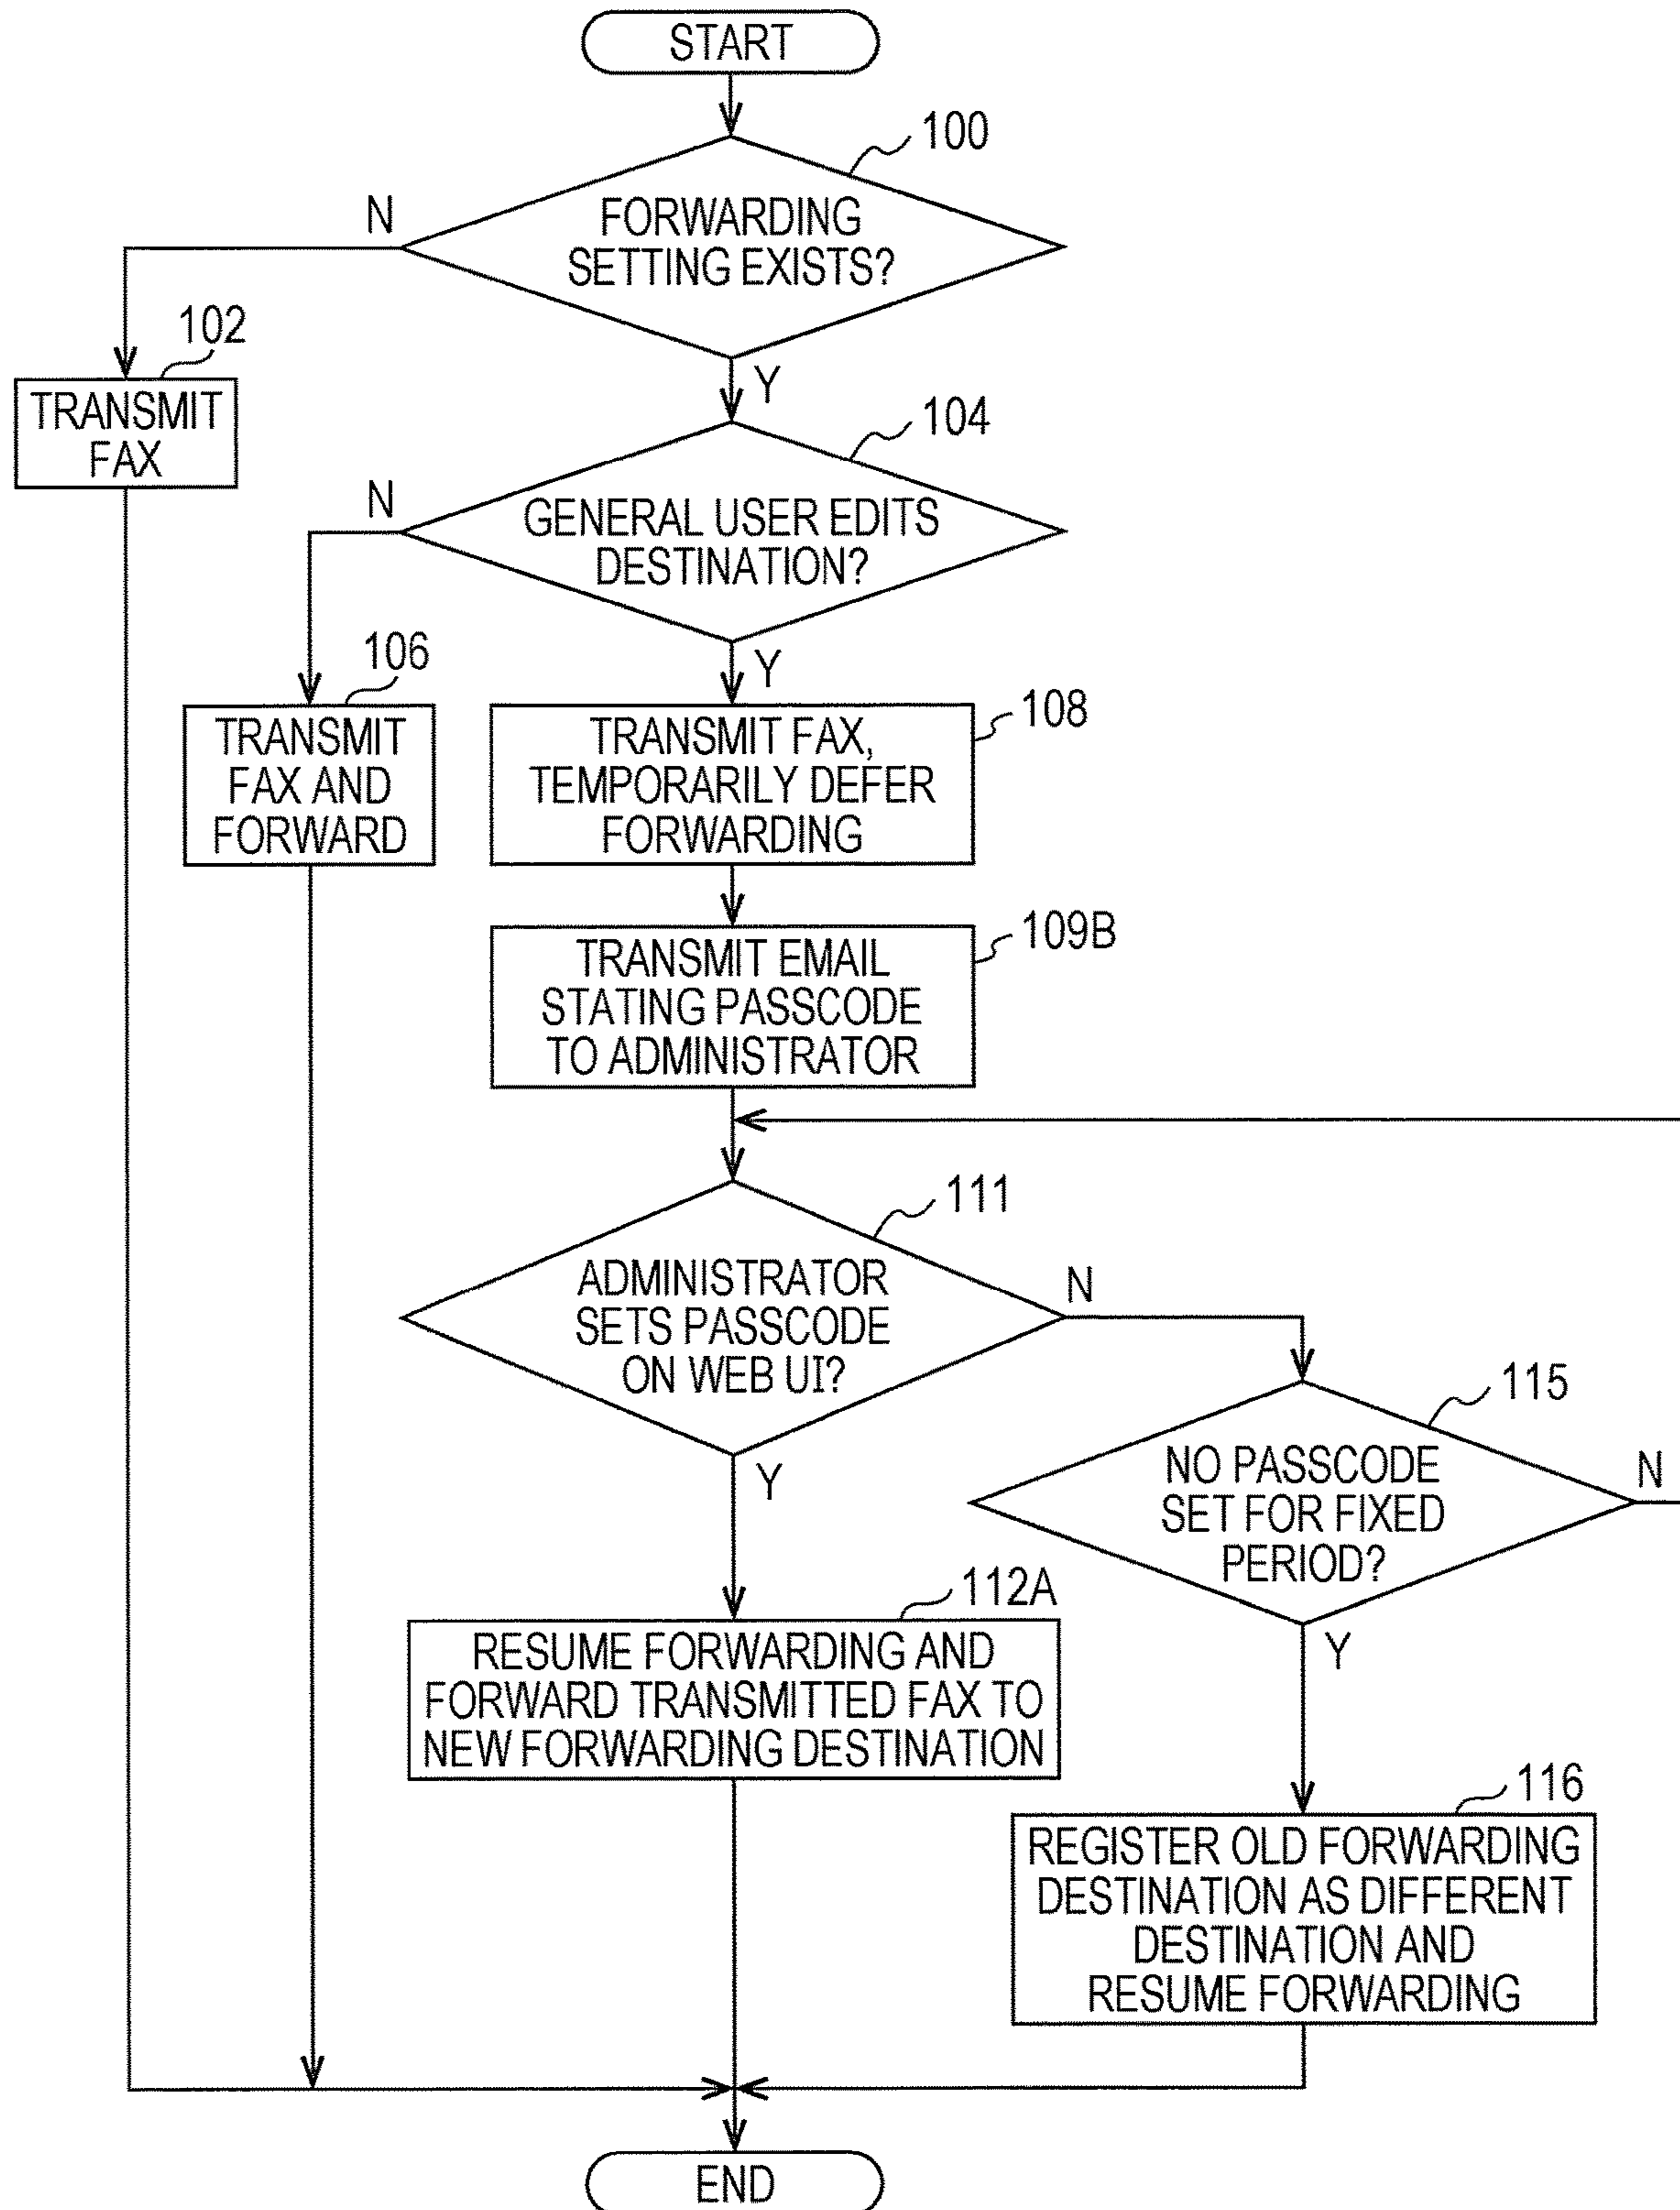 START
100
FORWARDING
SETTING EXISTS?
N
Y
102
TRANSMIT
FAX
104
GENERAL USER EDITS
DESTINATION?
N
Y
106
TRANSMIT
FAX AND
FORWARD
108
TRANSMIT FAX,
TEMPORARILY DEFER
FORWARDING
109B
TRANSMIT EMAIL
STATING PASSCODE
TO ADMINISTRATOR
111
ADMINISTRATOR
SETS PASSCODE
ON WEB UI?
N
Y
115
NO PASSCODE
SET FOR FIXED
PERIOD?
N
Y
112A
RESUME FORWARDING AND
FORWARD TRANSMITTED FAX TO
NEW FORWARDING DESTINATION
116
REGISTER OLD FORWARDING
DESTINATION AS DIFFERENT
DESTINATION AND
RESUME FORWARDING
END